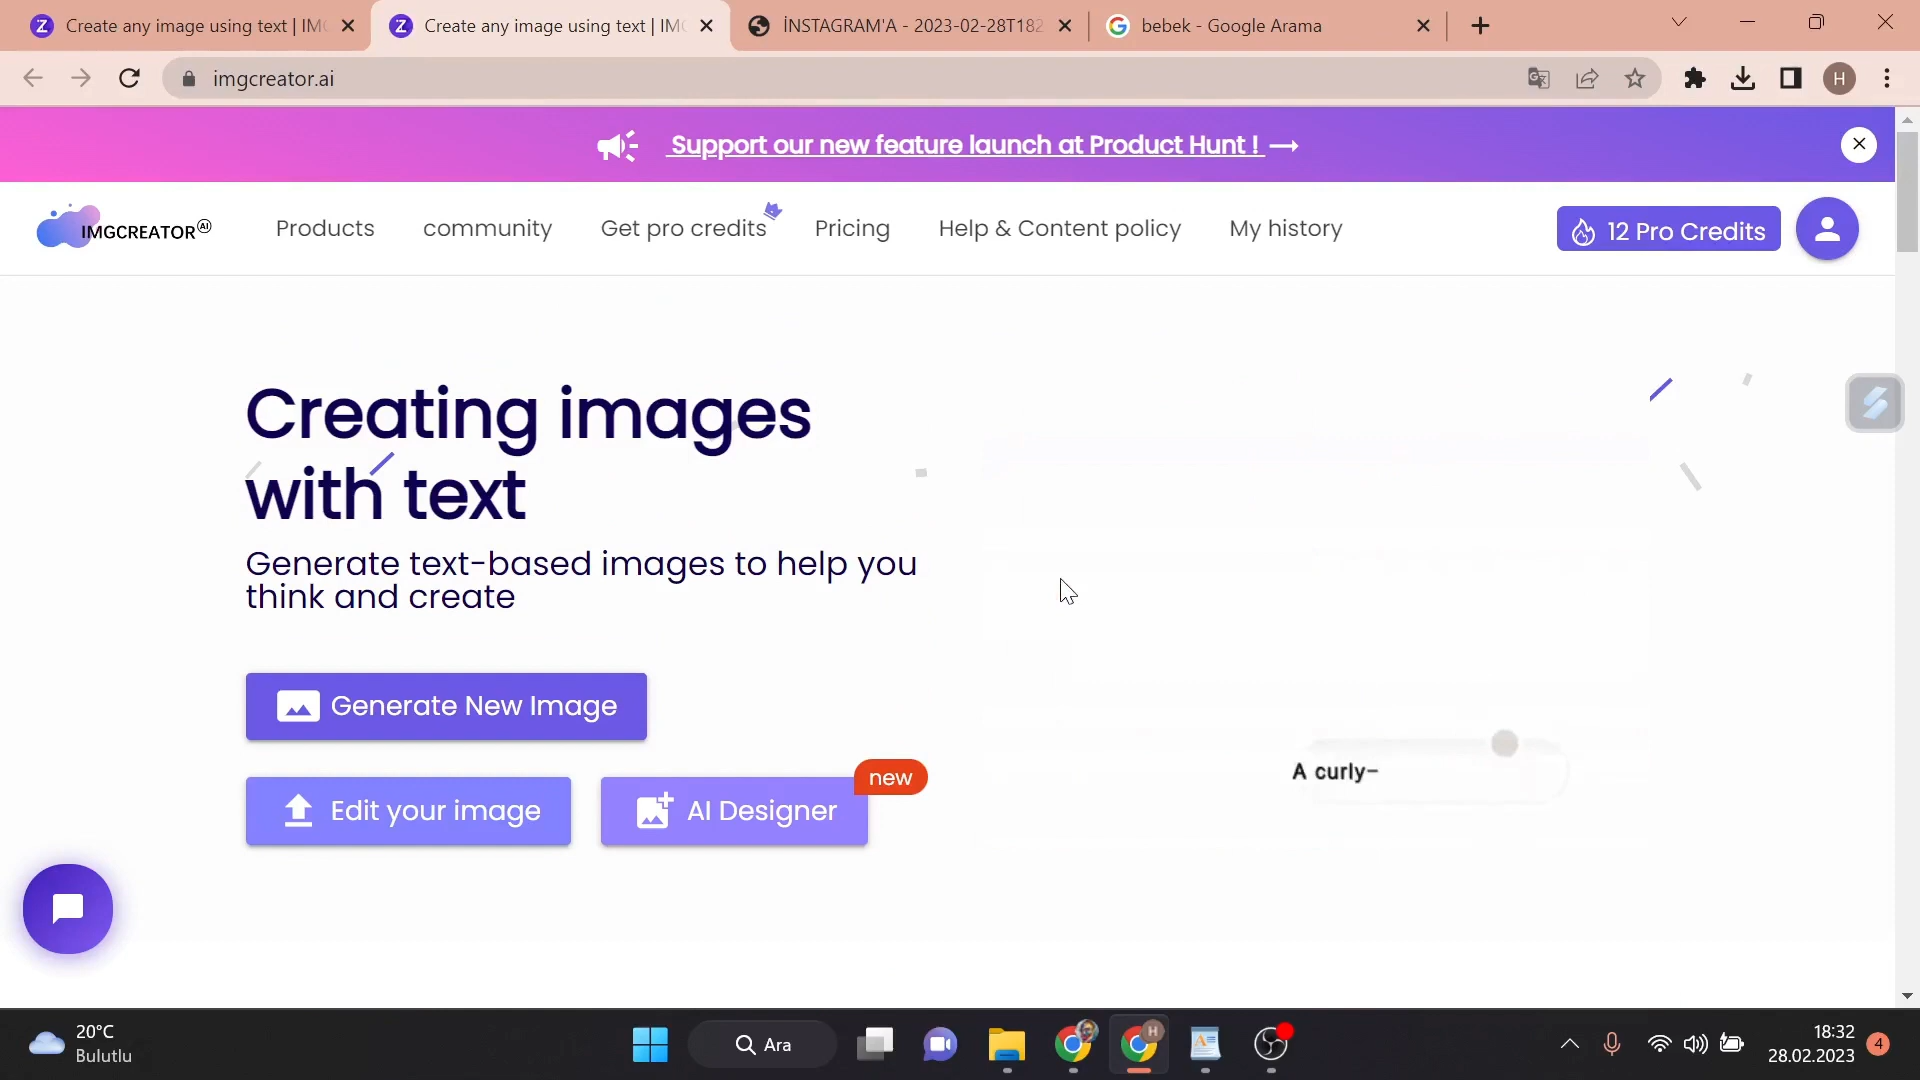 Create any image using text | IMG
Create any image using text | IMG
İNSTAGRAM'A - 2023-02-28T182
bebek - Google Arama
imgcreator.ai
H
Support our new feature launch at Product Hunt ! →
IMGCREATOR AI
Products
community
Get pro credits
Pricing
Help & Content policy
My history
12 Pro Credits
Creating images
with text
Generate text-based images to help you
think and create
Generate New Image
new
Edit your image
AI Designer
A curly-
20°C
Bulutlu
Ara
H
18:32
28.02.2023
4